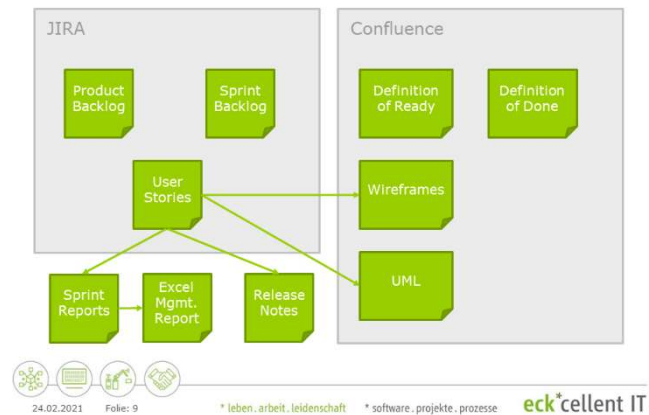 JIRA
Product
Backlog
Sprint
Backlog
User
Stories
Sprint
Reports
Excel
Mgmt.
Report
Release
Notes
Confluence
Definition
of Ready
Definition
of Done
Wireframes
UML
24.02.2021 Folie: 9 * leben.arbeit.leidenschaft * software.projekte.prozesse eck*cellent IT